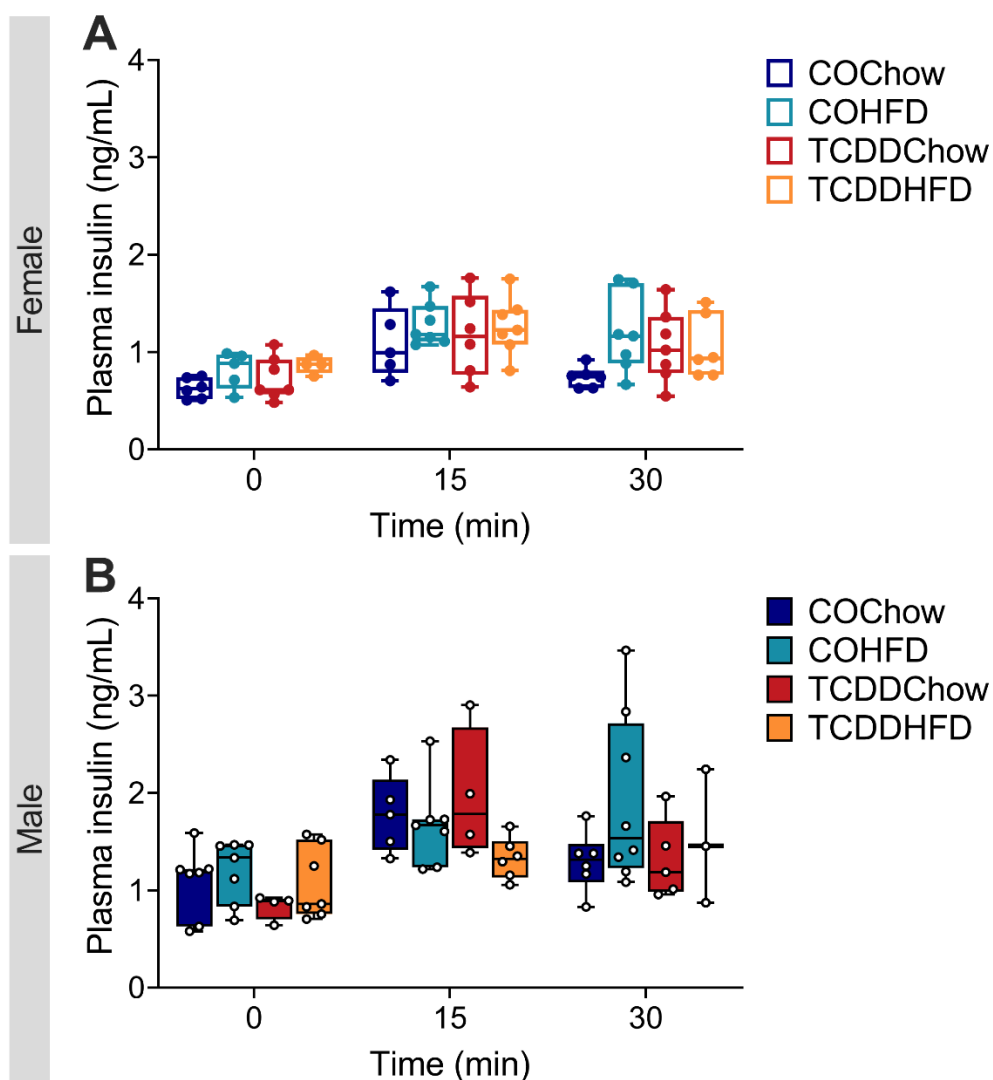 Female
A
Plasma insulin (ng/mL)
4
3
2
1
0
0 15 30
Time (min)
COChow
COHFD
TCDDChow
TCDDHFD
Male
B
Plasma insulin (ng/mL)
4
3
2
1
0
0 15 30
Time (min)
COChow
COHFD
TCDDChow
TCDDHFD